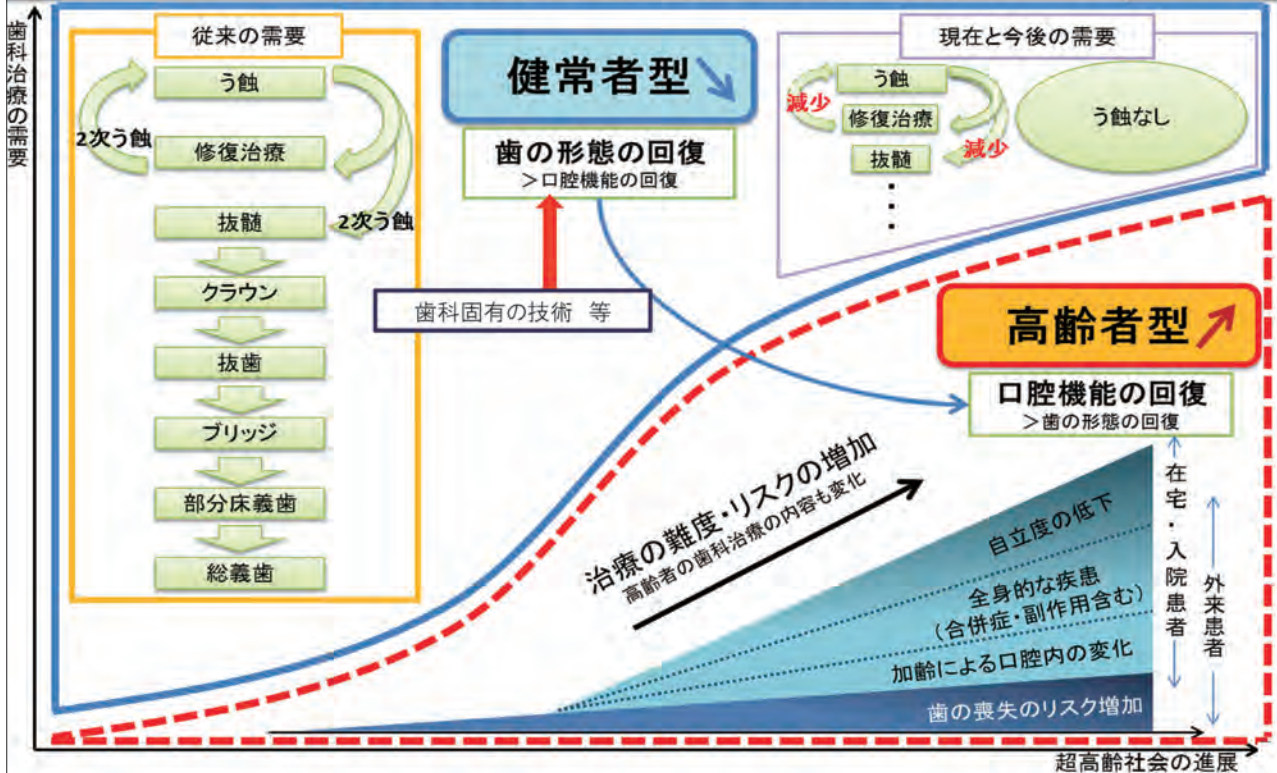 歯科治療の需要
従来の需要
う蝕
2次う蝕
修復治療
抜髄
2次う蝕
クラウン
抜歯
ブリッジ
部分床義歯
総義歯
健常者型
歯の形態の回復
>口腔機能の回復
歯科固有の技術 等
現在と今後の需要
う蝕
減少
修復治療
減少
抜髄
う蝕なし
高齢者型
口腔機能の回復
>歯の形態の回復
治療の難度・リスクの増加
高齢者の歯科治療の内容も変化
自立度の低下
全身的な疾患
(合併症・副作用含む)
加齢による口腔内の変化
歯の喪失のリスク増加
在宅・入院患者
外来患者
超高齢社会の進展